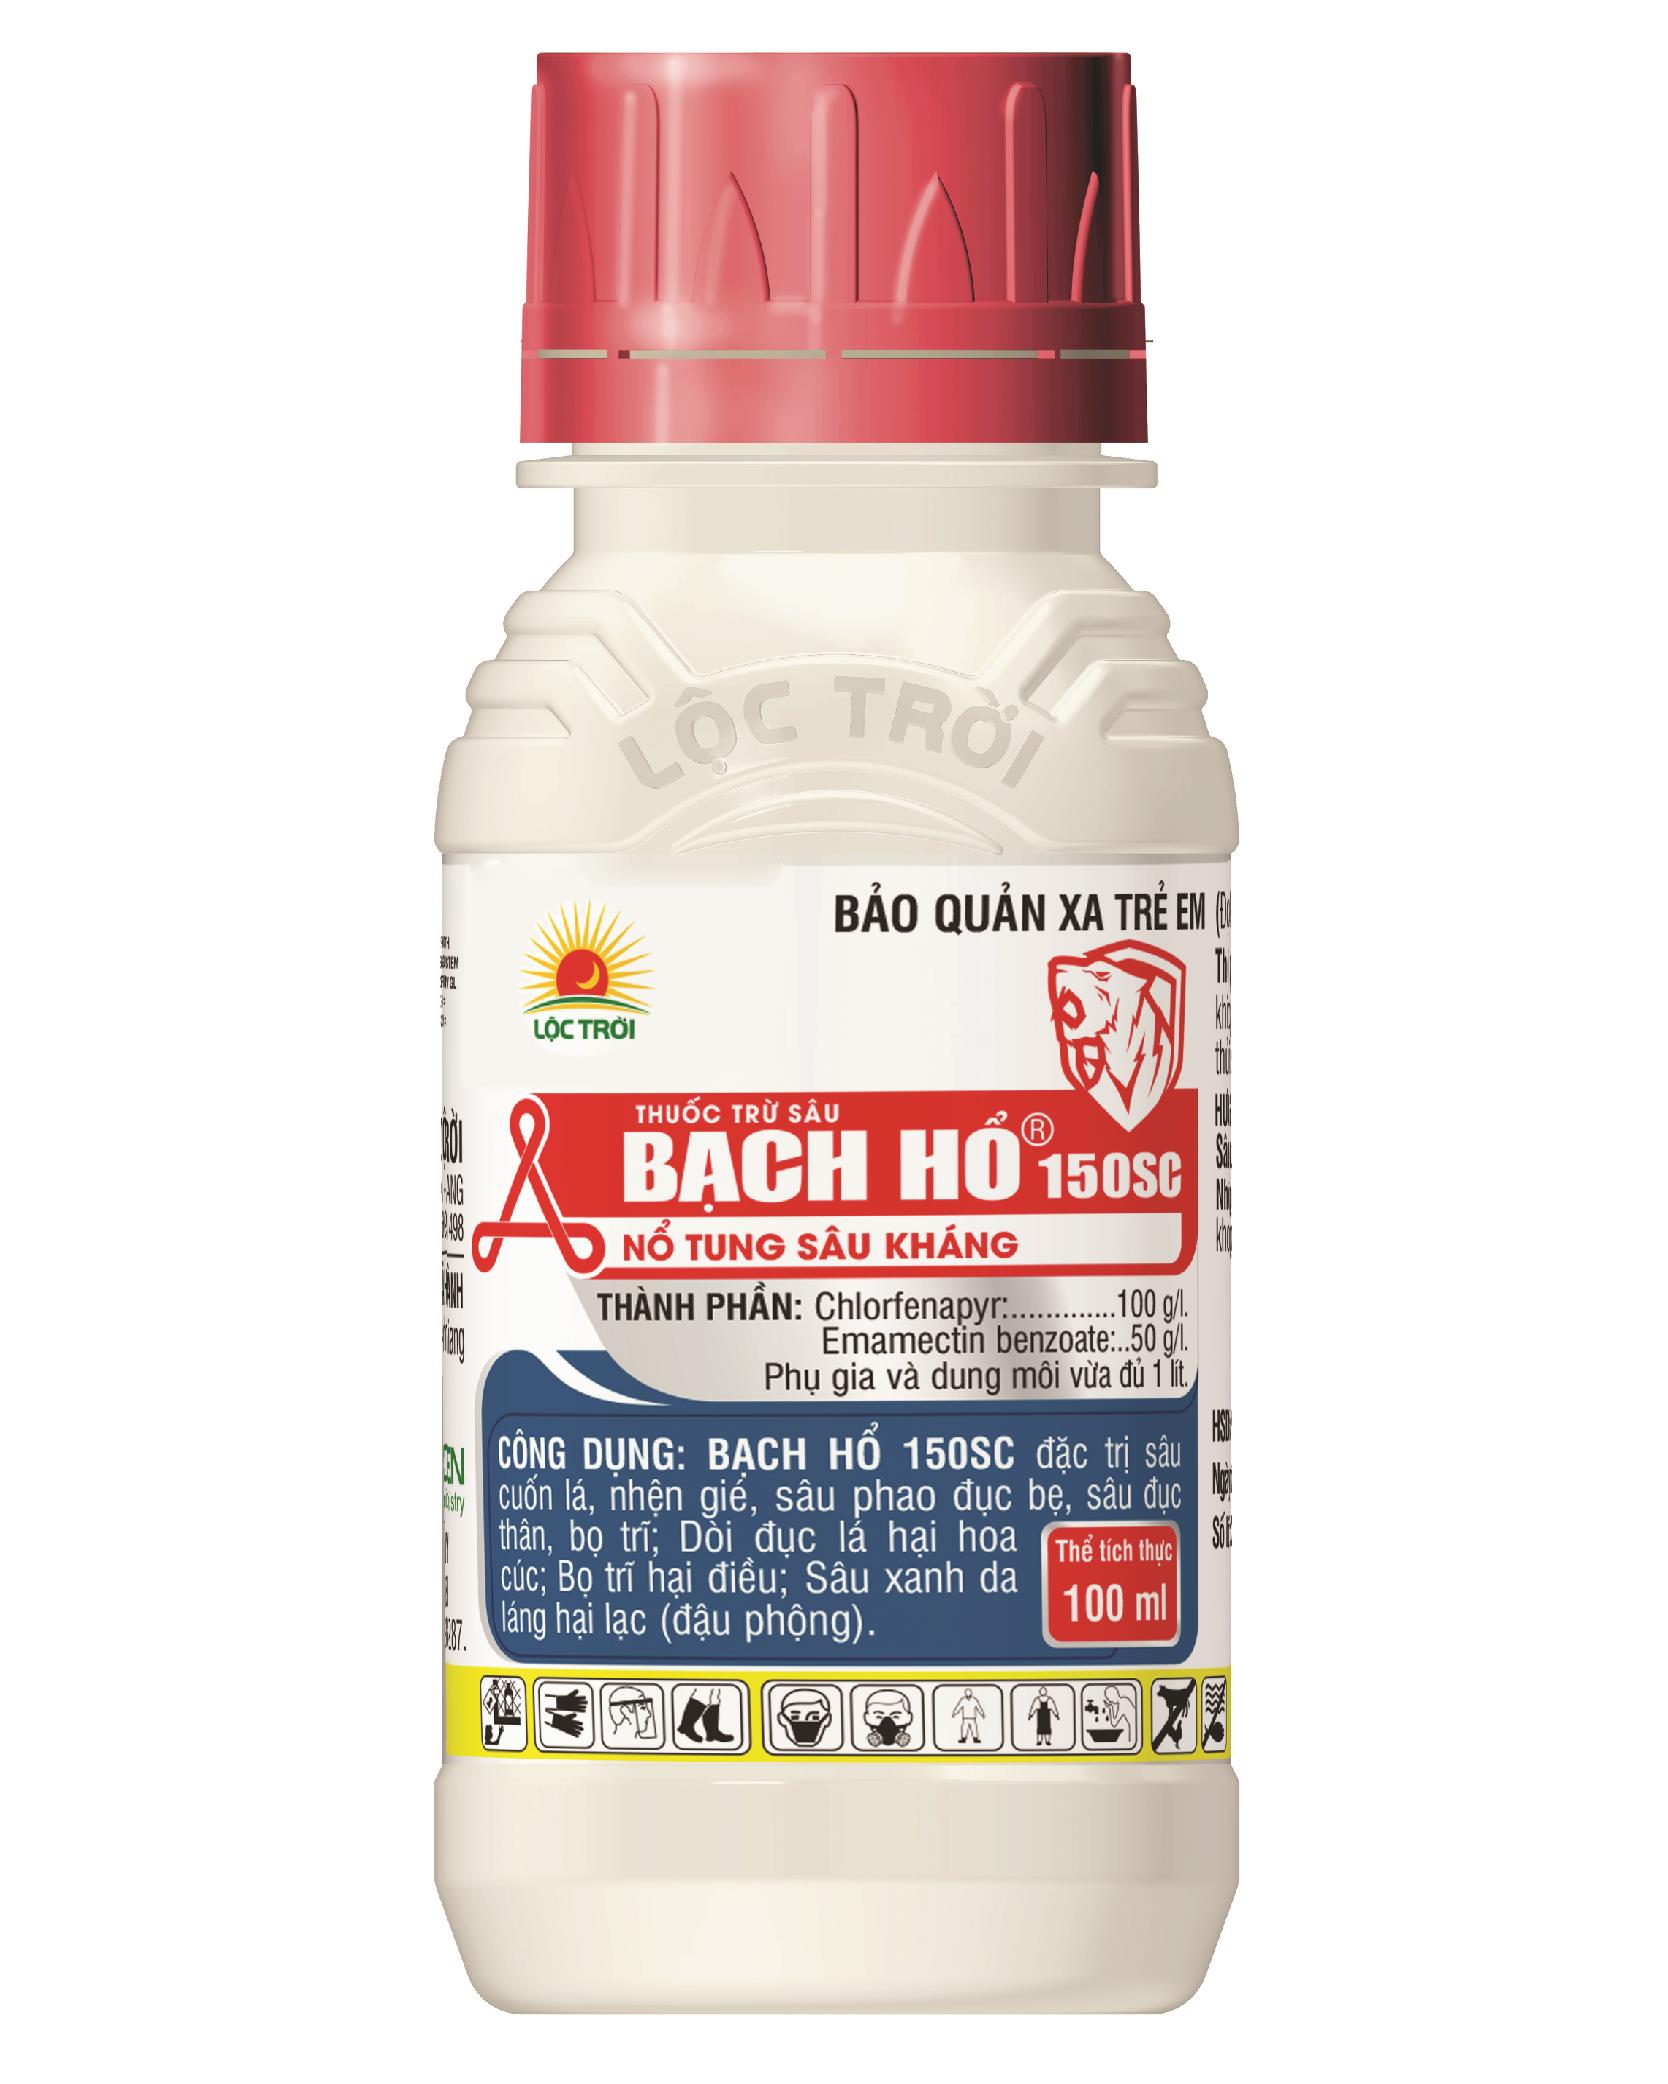 LỘC TRỜI
BẢO QUẢN XA TRẺ EM
LỘC TRỜI
THUỐC TRỪ SÂU
BẠCH HỔ® 150SC
NỔ TUNG SÂU KHÁNG
THÀNH PHẦN: Chlorfenapyr:.............100 g/l.
Emamectin benzoate:..50 g/l.
Phụ gia và dung môi vừa đủ 1 lít.
CÔNG DỤNG: BẠCH HỔ 150SC đặc trị sâu
cuốn lá, nhện gié, sâu phao đục bẹ, sâu đục
thân, bọ trĩ; Dòi đục lá hại hoa
cúc; Bọ trĩ hại điều; Sâu xanh da
láng hại lạc (đậu phộng).
Thể tích thực
100 ml